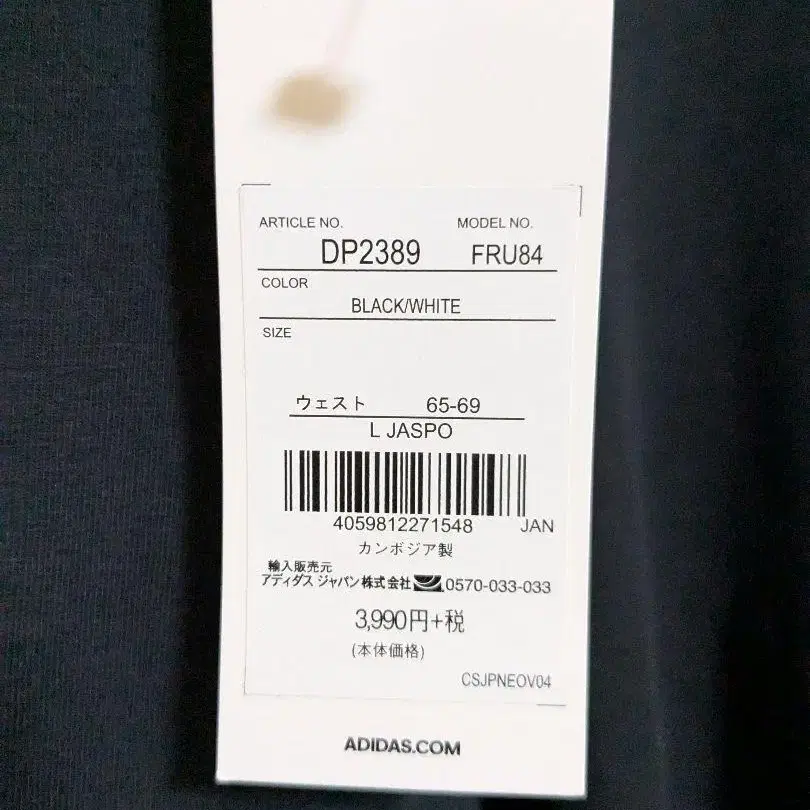 ARTICLE NO. MODEL NO.
DP2389 FRU84
COLOR
BLACK/WHITE
SIZE
ウェスト 65-69
L JASPO
4059812271548 JAN
カンボジア製
輸入販売元
アディダス ジャパン株式会社 0570-033-033
3,990円+税
(本体価格)
CSJPNEOV04
ADIDAS.COM